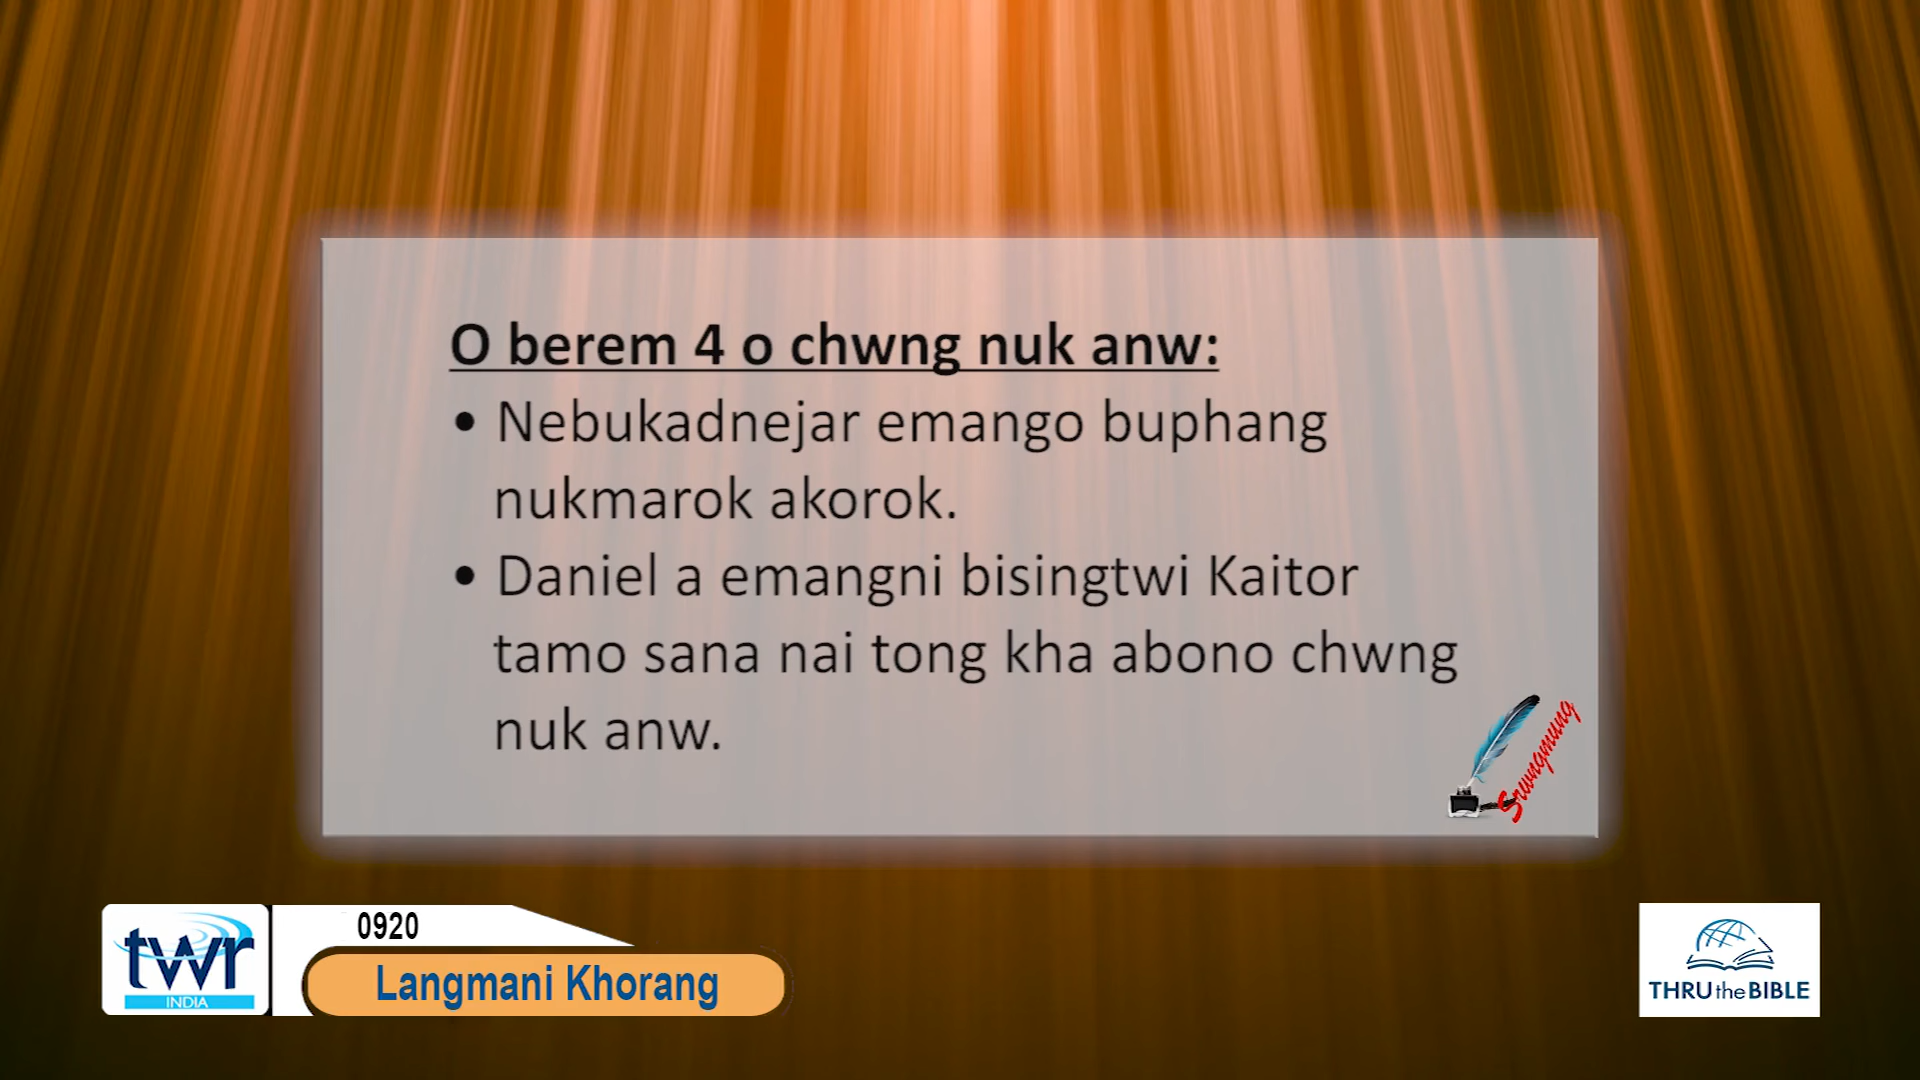 O berem 4 o chwng nuk anw:
• Nebukadnejar emango buphang
nukmarok akorok.
• Daniel a emangni bisingtwi Kaitor
tamo sana nai tong kha abono chwng
nuk anw.
Swngmung
0920
twr
INDIA
Langmani Khorang
THRU the BIBLE